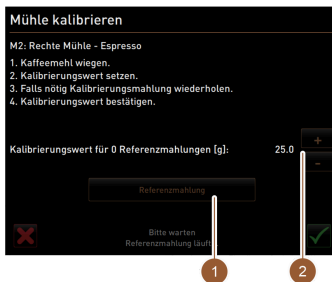 Mühle kalibrieren
M2: Rechte Mühle - Espresso
1. Kaffeemehl wiegen.
2. Kalibrierungswert setzen.
3. Falls nötig Kalibrierungsmahlung wiederholen.
4. Kalibrierungswert bestätigen.
+
Kalibrierungswert für 0 Referenzmahlungen [g]: 25.0
-
Referenzmahlung
Bitte warten
Referenzmahlung läuft
1 2